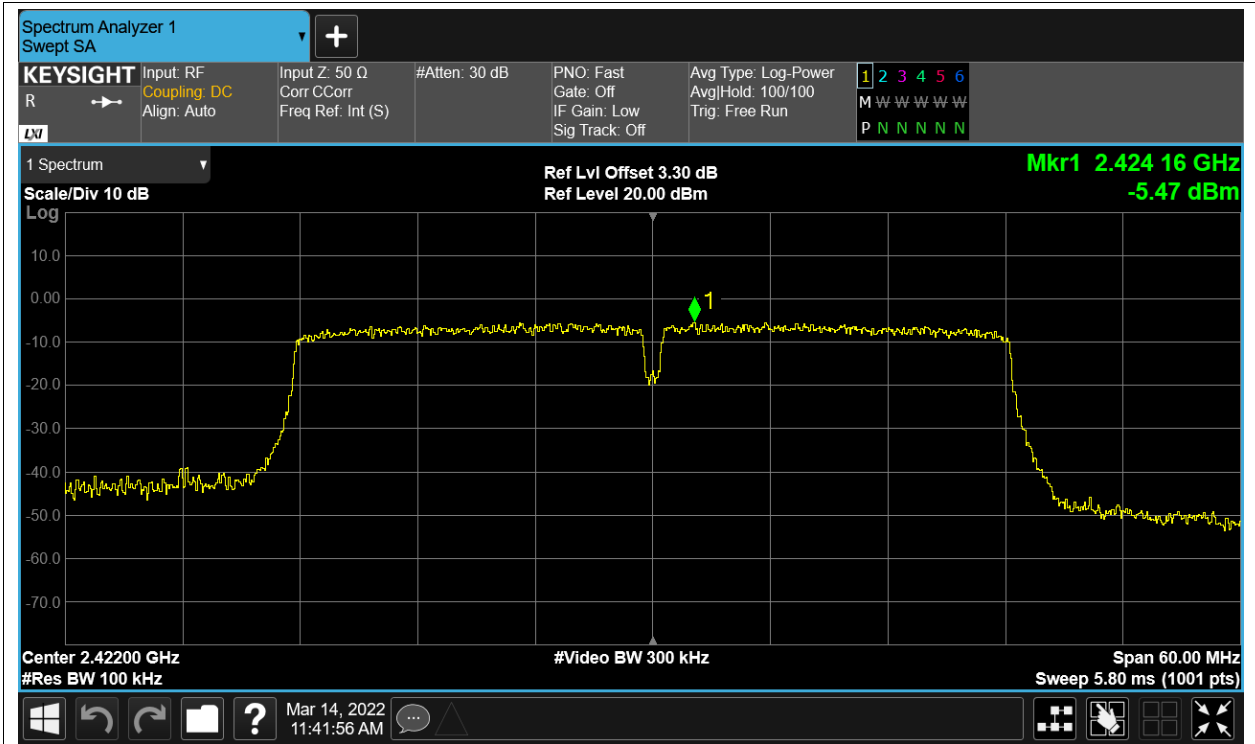 Spectrum Analyzer 1
Swept SA
KEYSIGHT
R
LXI
Input: RF
Coupling: DC
Align: Auto
Input Z: 50 Ω
Corr CCorr
Freq Ref: Int (S)
#Atten: 30 dB
PNO: Fast
Gate: Off
IF Gain: Low
Sig Track: Off
Avg Type: Log-Power
Avg|Hold: 100/100
Trig: Free Run
1 2 3 4 5 6
M W W W W W
P N N N N N
1 Spectrum
Scale/Div 10 dB
Ref Lvl Offset 3.30 dB
Ref Level 20.00 dBm
Mkr1 2.424 16 GHz
-5.47 dBm
Log
10.0
0.00
-10.0
-20.0
-30.0
-40.0
-50.0
-60.0
-70.0
1
Center 2.42200 GHz
#Res BW 100 kHz
#Video BW 300 kHz
Span 60.00 MHz
Sweep 5.80 ms (1001 pts)
?
Mar 14, 2022
11:41:56 AM